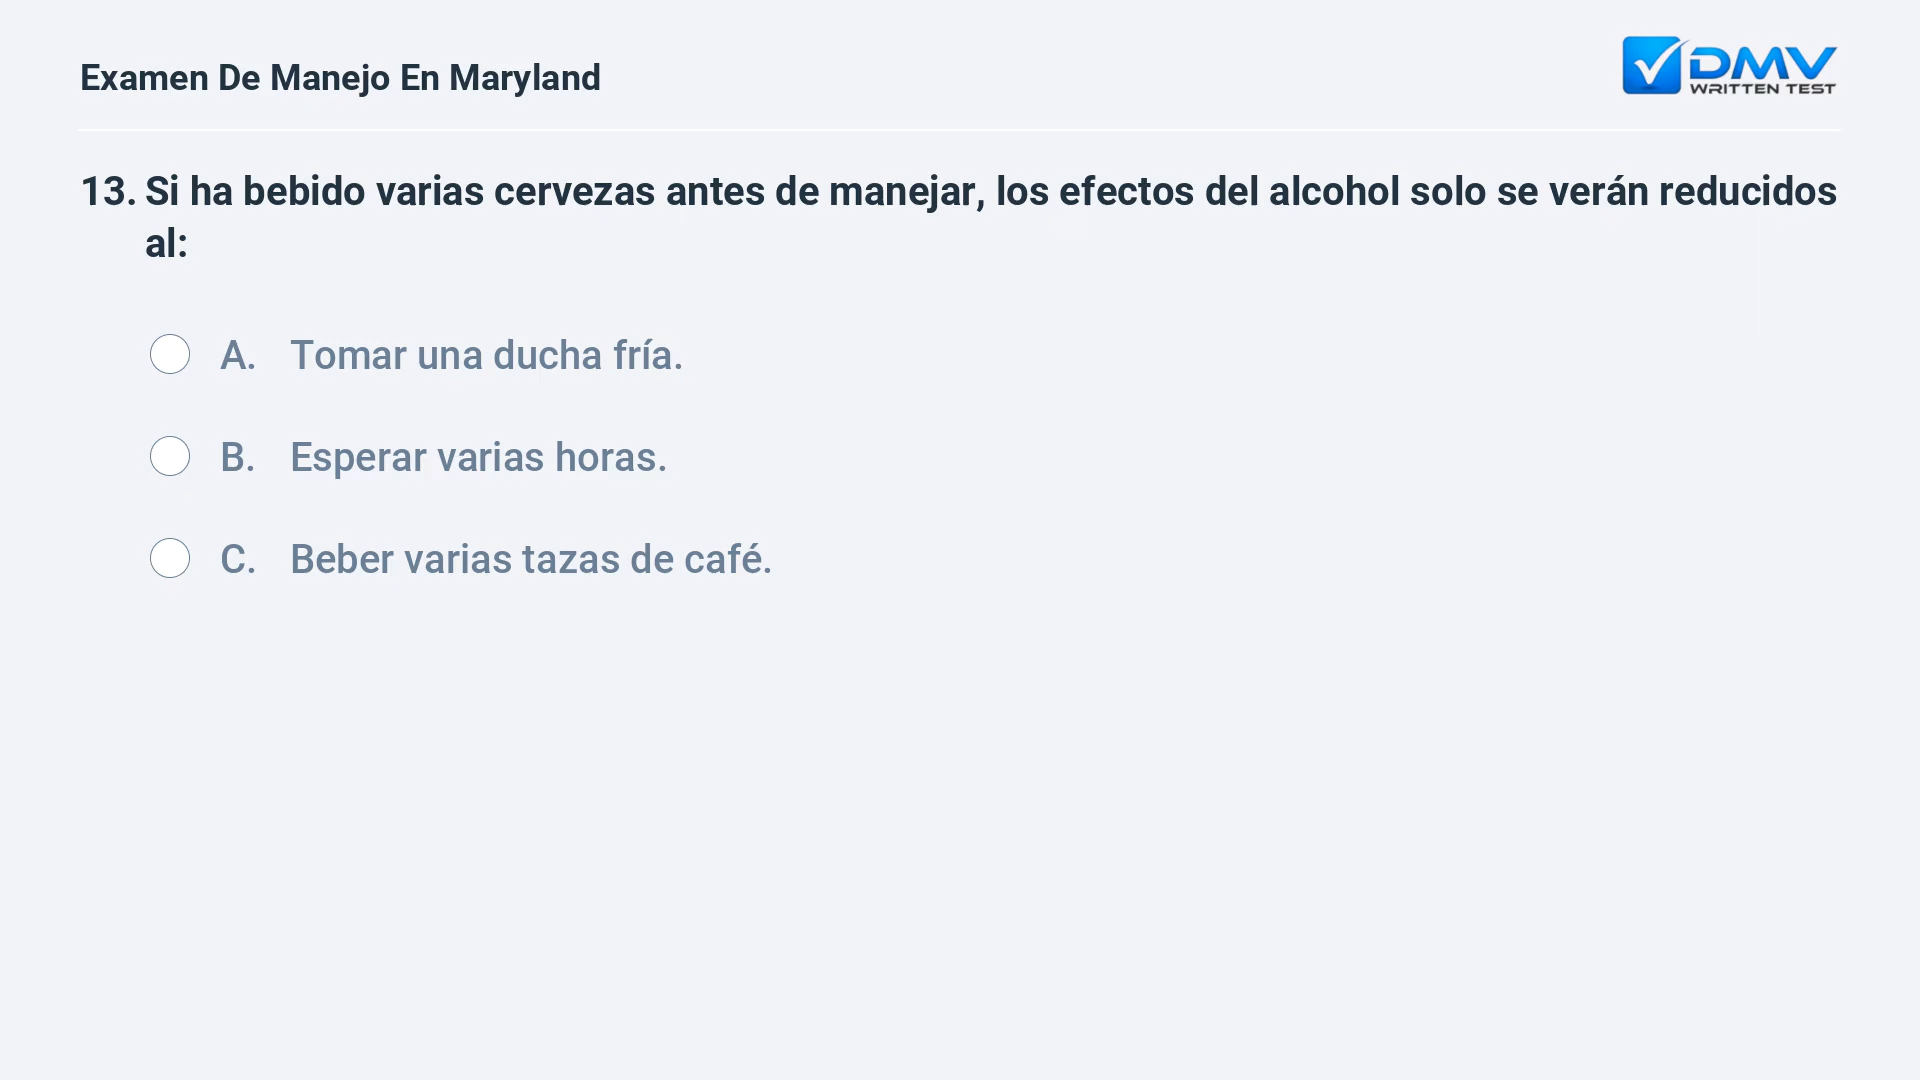 Examen De Manejo En Maryland
DMV
WRITTEN TEST
13. Si ha bebido varias cervezas antes de manejar, los efectos del alcohol solo se verán reducidos
al:
A. Tomar una ducha fría.
B. Esperar varias horas.
C. Beber varias tazas de café.